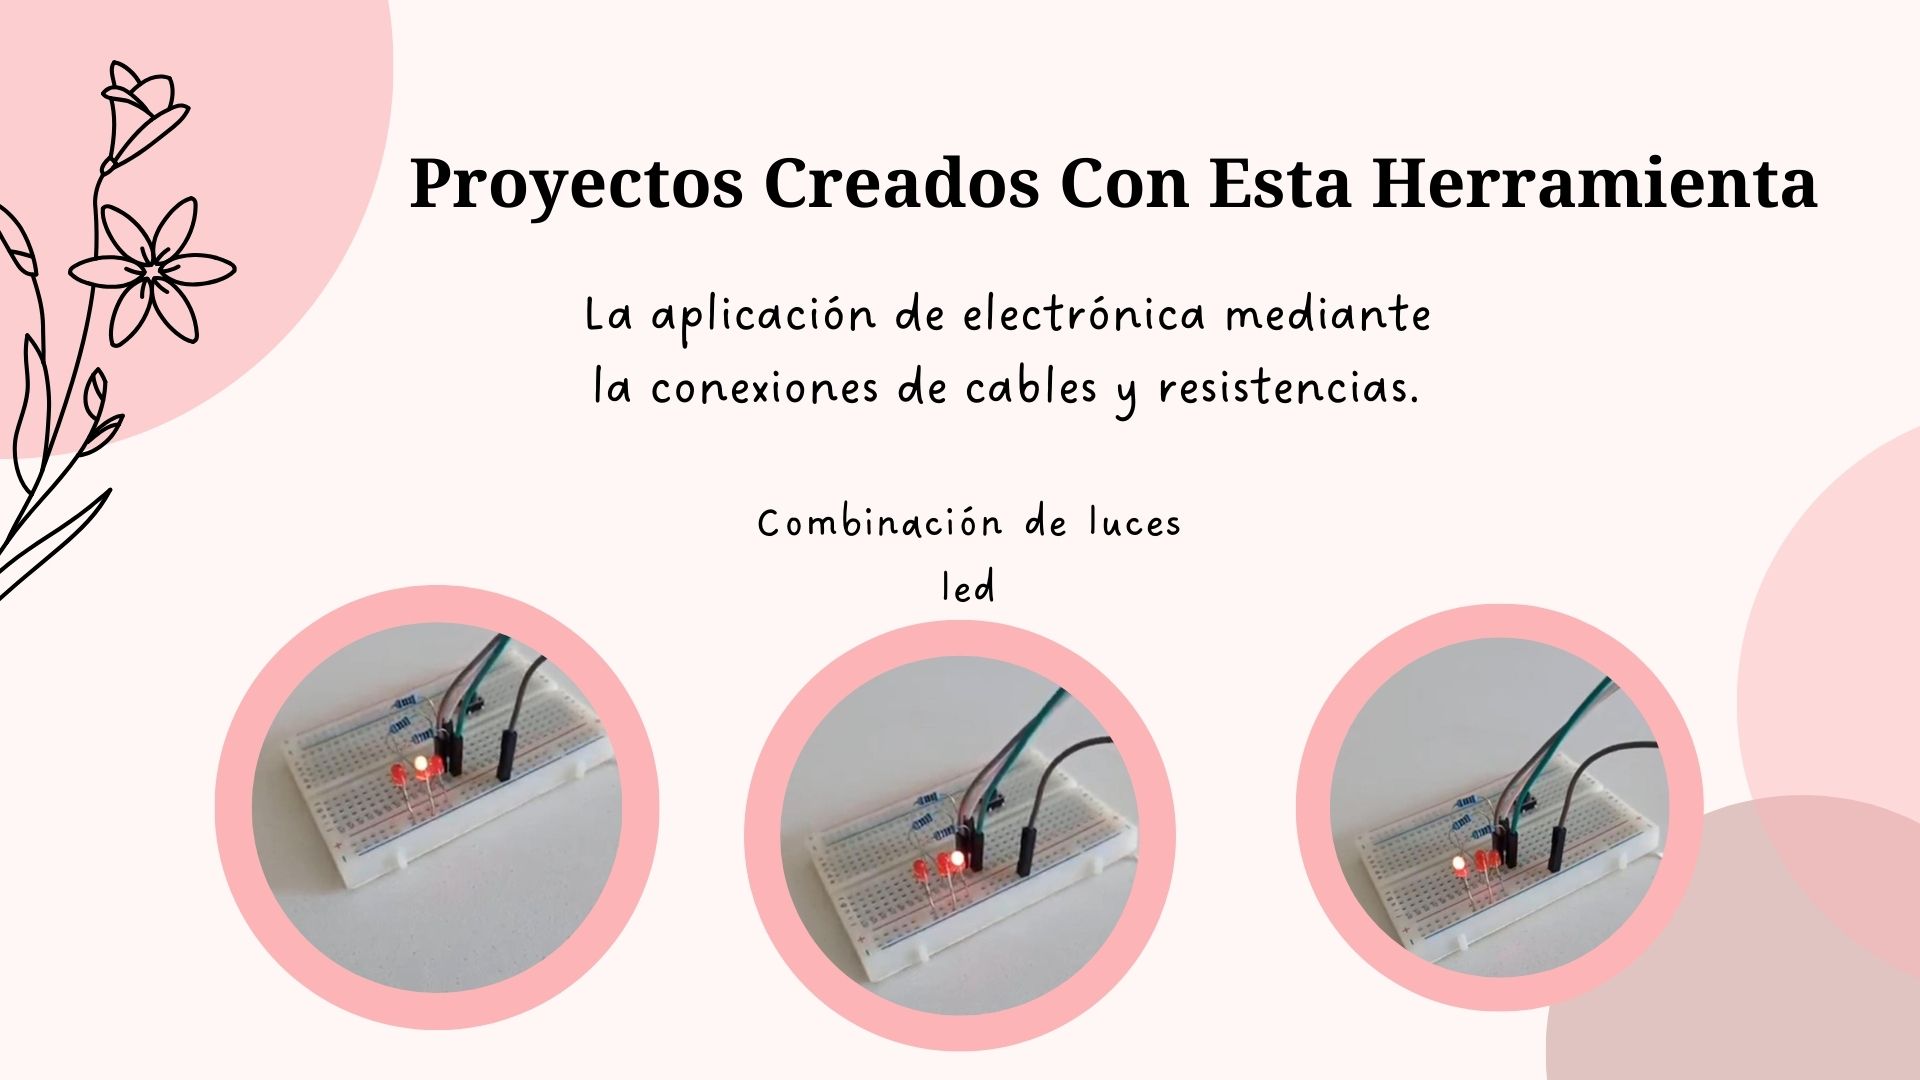 Proyectos Creados Con Esta Herramienta
La aplicación de electrónica mediante
la conexiones de cables y resistencias.
Combinación de luces
led